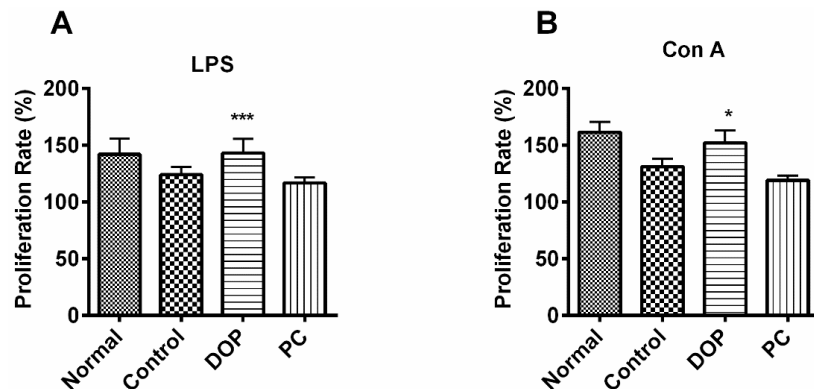 A
LPS
Proliferation Rate (%)
200
150
100
50
0
***
Normal
Control
DOP
PC
B
Con A
Proliferation Rate (%)
200
150
100
50
0
*
Normal
Control
DOP
PC